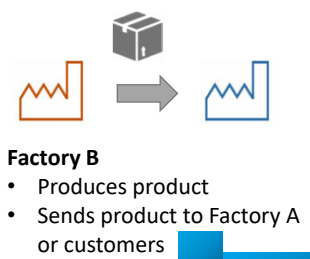 Factory B
• Produces product
• Sends product to Factory A
or customers